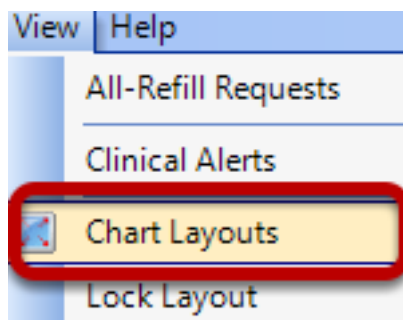 View Help
All-Refill Requests
Clinical Alerts
Chart Layouts
Lock Layout